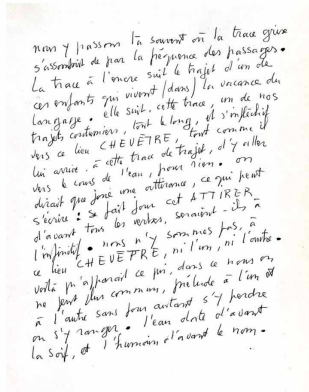 nous y passons là souvent où la trace grise
s'assombrit de par la fréquence des passages.
La trace à l'encre suit le trajet d'un de
ces enfants qui vivent /dans/ la vacance du
langage. elle suit, cette trace, un de nos
trajets coutumiers, tout le long, et s'infléchit
vers ce lieu CHEVÊTRE, tout comme il
lui arrive, à cette trace de trajet, d'y aller
vers le cours de l'eau, pour rien. on
dirait que joue une attirance, ce qui peut
s'écrire : se fait jour cet ATTIRER
d'avant tous les verbes, seraient-ils à
l'infinitif. nous n'y sommes pas, à
ce lieu CHEVÊTRE, ni l'un, ni l'autre.
voilà qu'apparaît ce qui, dans ce nous on
ne peut plus commun, prélude à l'un et
à l'autre sans pour autant s'y perdre
ou s'y ranger. l'eau date d'avant
la soif, et l'humain d'avant le nom.